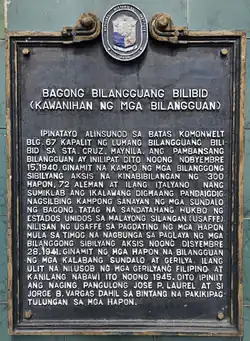 BAGONG BILANGGUANG BILIBID
(KAWANIHAN NG MGA BILANGGUAN)
IPINATAYO ALINSUNOD SA BATAS KOMONWELT
BLG. 67 KAPALIT NG LUMANG BILANGGUANG BILI
BID SA STA. CRUZ, MAYNILA. ANG PAMBANSANG
BILANGGUAN AY INILIPAT DITO NOONG NOBYEMBRE
15, 1940. GINAMIT NA KAMPO NG MGA BILANGGONG
SIBILYANG AKSIS NA KINABIBILANGAN NG 300
HAPON, 72 ALEMAN AT ILANG ITALYANO NANG
SUMIKLAB ANG IKALAWANG DIGMAANG PANDAIGDIG
NAGSILBING KAMPONG SANAYAN NG MGA SUNDALO
NG BAGONG TATAG NA SANDATAHANG HUKBO NG
ESTADOS UNIDOS SA MALAYONG SILANGAN (USAFFE)
NILISAN NG USAFFE SA PAGDATING NG MGA HAPON
MULA SA TIMOG NA NAGBUNGA SA PAGLAYA NG MGA
BILANGGONG SIBILYANG AKSIS NOONG DISYEMBRE
28, 1941. GINAMIT NG MGA HAPON NA BILANGGUAN
NG MGA KALABANG SUNDALO AT GERILYA. ILANG
ULIT NA NILUSOB NG MGA GERILYANG FILIPINO AT
KANILANG NABAWI ITO NOONG 1945. DITO IPINIIT
ANG NAGING PANGULONG JOSE P. LAUREL AT SI
JORGE B. VARGAS DAHIL SA BINTANG NA PAKIKIPAG
TULUNGAN SA MGA HAPON.